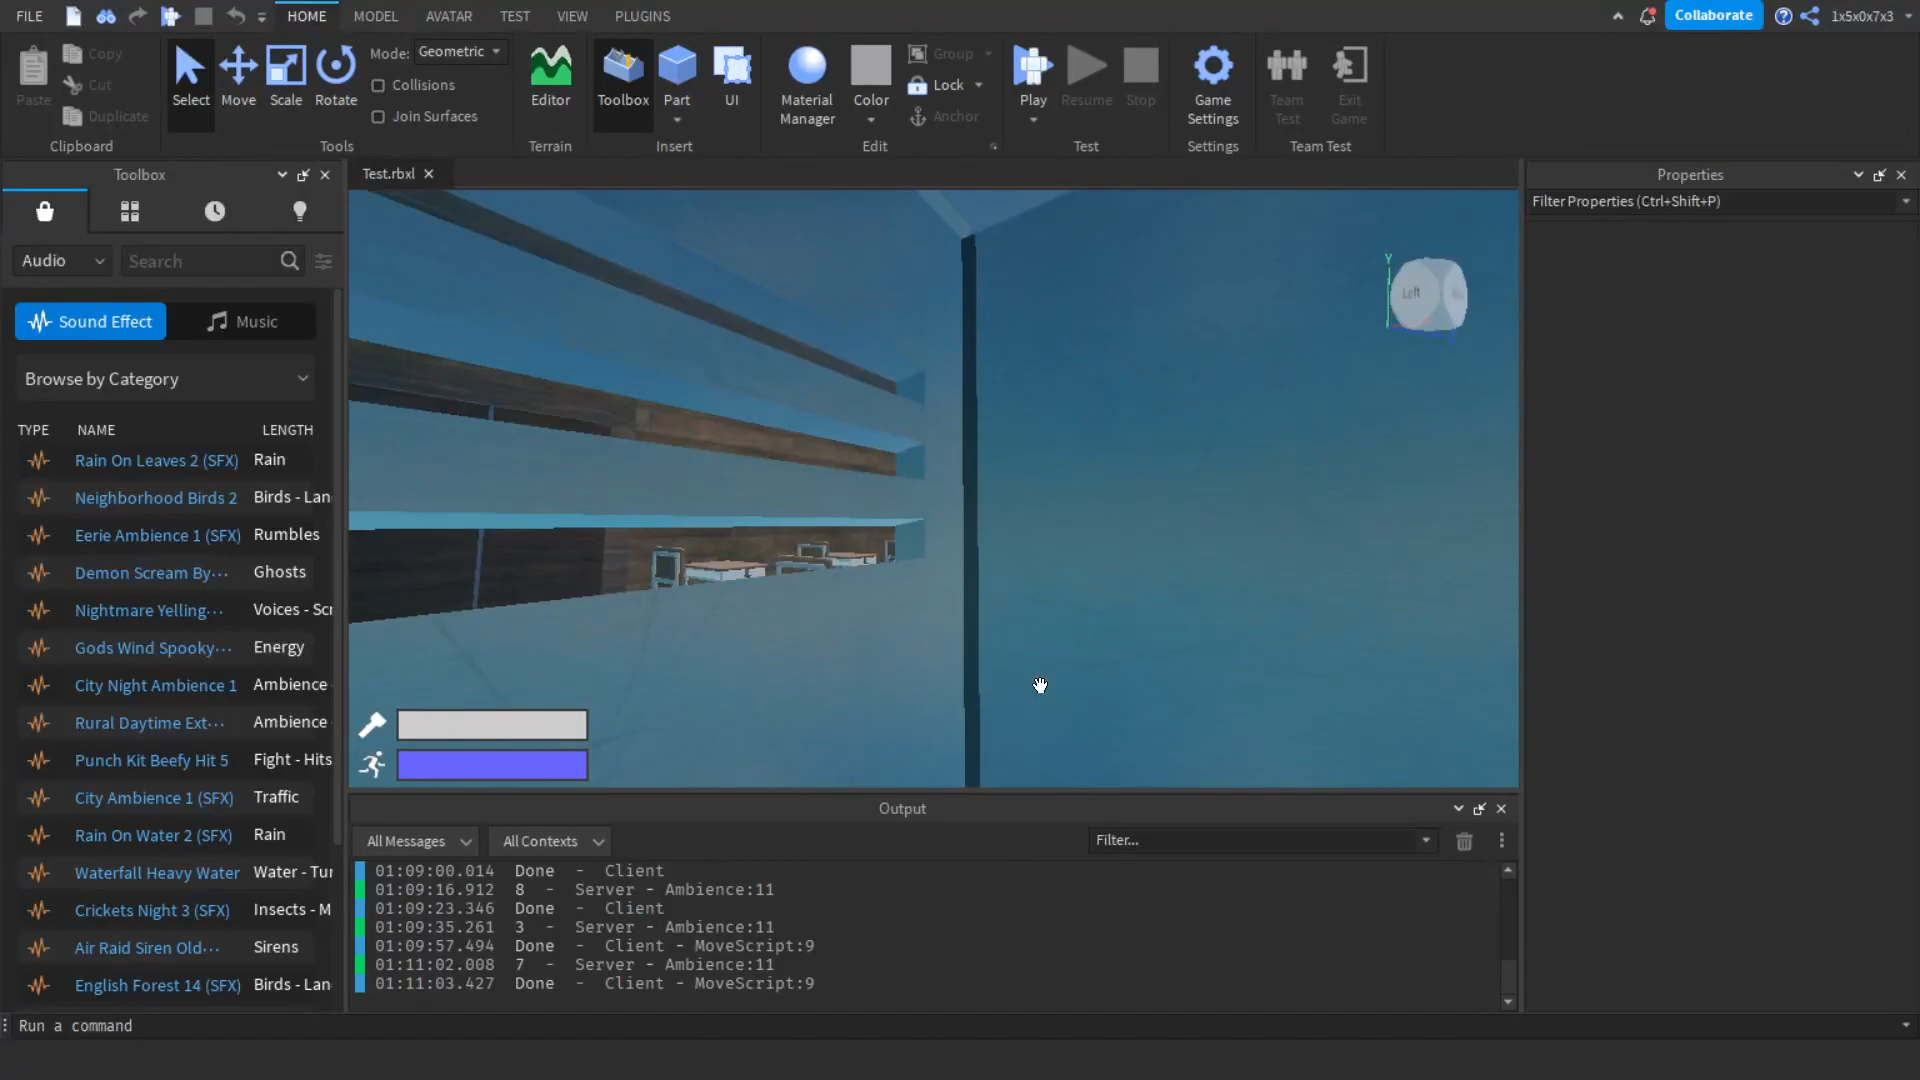 FILE HOME MODEL AVATAR TEST VIEW PLUGINS Collaborate 1x5x0x7x3
Paste Copy Cut Duplicate
Clipboard
Select Move Scale Rotate
Mode: Geometric
Collisions
Join Surfaces
Tools
Editor
Terrain
Toolbox Part UI
Insert
Material Manager
Color
Group
Lock
Anchor
Edit
Play Resume Stop
Test
Game Settings
Settings
Team Test
Exit Game
Team Test
Toolbox
Audio Search
Sound Effect Music
Browse by Category
TYPE NAME LENGTH
Rain On Leaves 2 (SFX) Rain
Neighborhood Birds 2 Birds - Lan
Eerie Ambience 1 (SFX) Rumbles
Demon Scream By··· Ghosts
Nightmare Yelling··· Voices - Scr
Gods Wind Spooky··· Energy
City Night Ambience 1 Ambience
Rural Daytime Ext··· Ambience
Punch Kit Beefy Hit 5 Fight - Hits
City Ambience 1 (SFX) Traffic
Rain On Water 2 (SFX) Rain
Waterfall Heavy Water Water - Tur
Crickets Night 3 (SFX) Insects - M
Air Raid Siren Old··· Sirens
English Forest 14 (SFX) Birds - Lan
Test.rbxl
Y
Left
Output
All Messages All Contexts Filter...
01:09:00.014 Done - Client
01:09:16.912 8 - Server - Ambience:11
01:09:23.346 Done - Client
01:09:35.261 3 - Server - Ambience:11
01:09:57.494 Done - Client - MoveScript:9
01:11:02.008 7 - Server - Ambience:11
01:11:03.427 Done - Client - MoveScript:9
Properties
Filter Properties (Ctrl+Shift+P)
Run a command